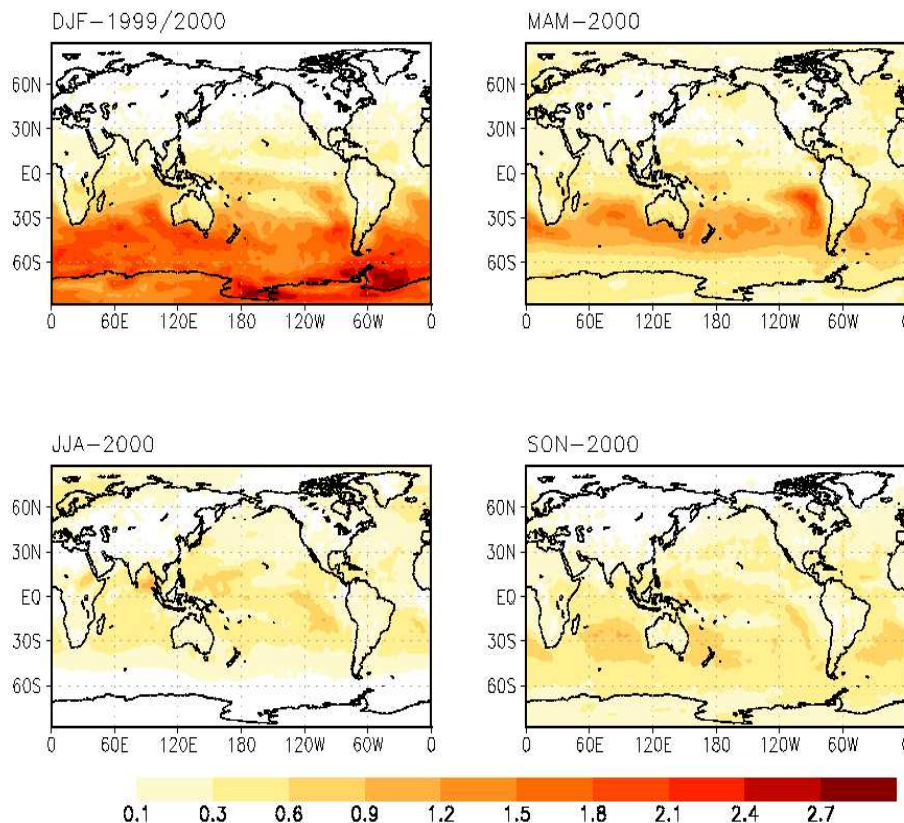 DJF-1999/2000
MAM-2000
60N
30N
EQ
30S
60S
0 60E 120E 180 120W 60W 0
60N
30N
EQ
30S
60S
0 60E 120E 180 120W 60W
JJA-2000
SON-2000
60N
30N
EQ
30S
60S
0 60E 120E 180 120W 60W 0
60N
30N
EQ
30S
60S
0 60E 120E 180 120W 60W
0.1 0.3 0.6 0.9 1.2 1.5 1.8 2.1 2.4 2.7